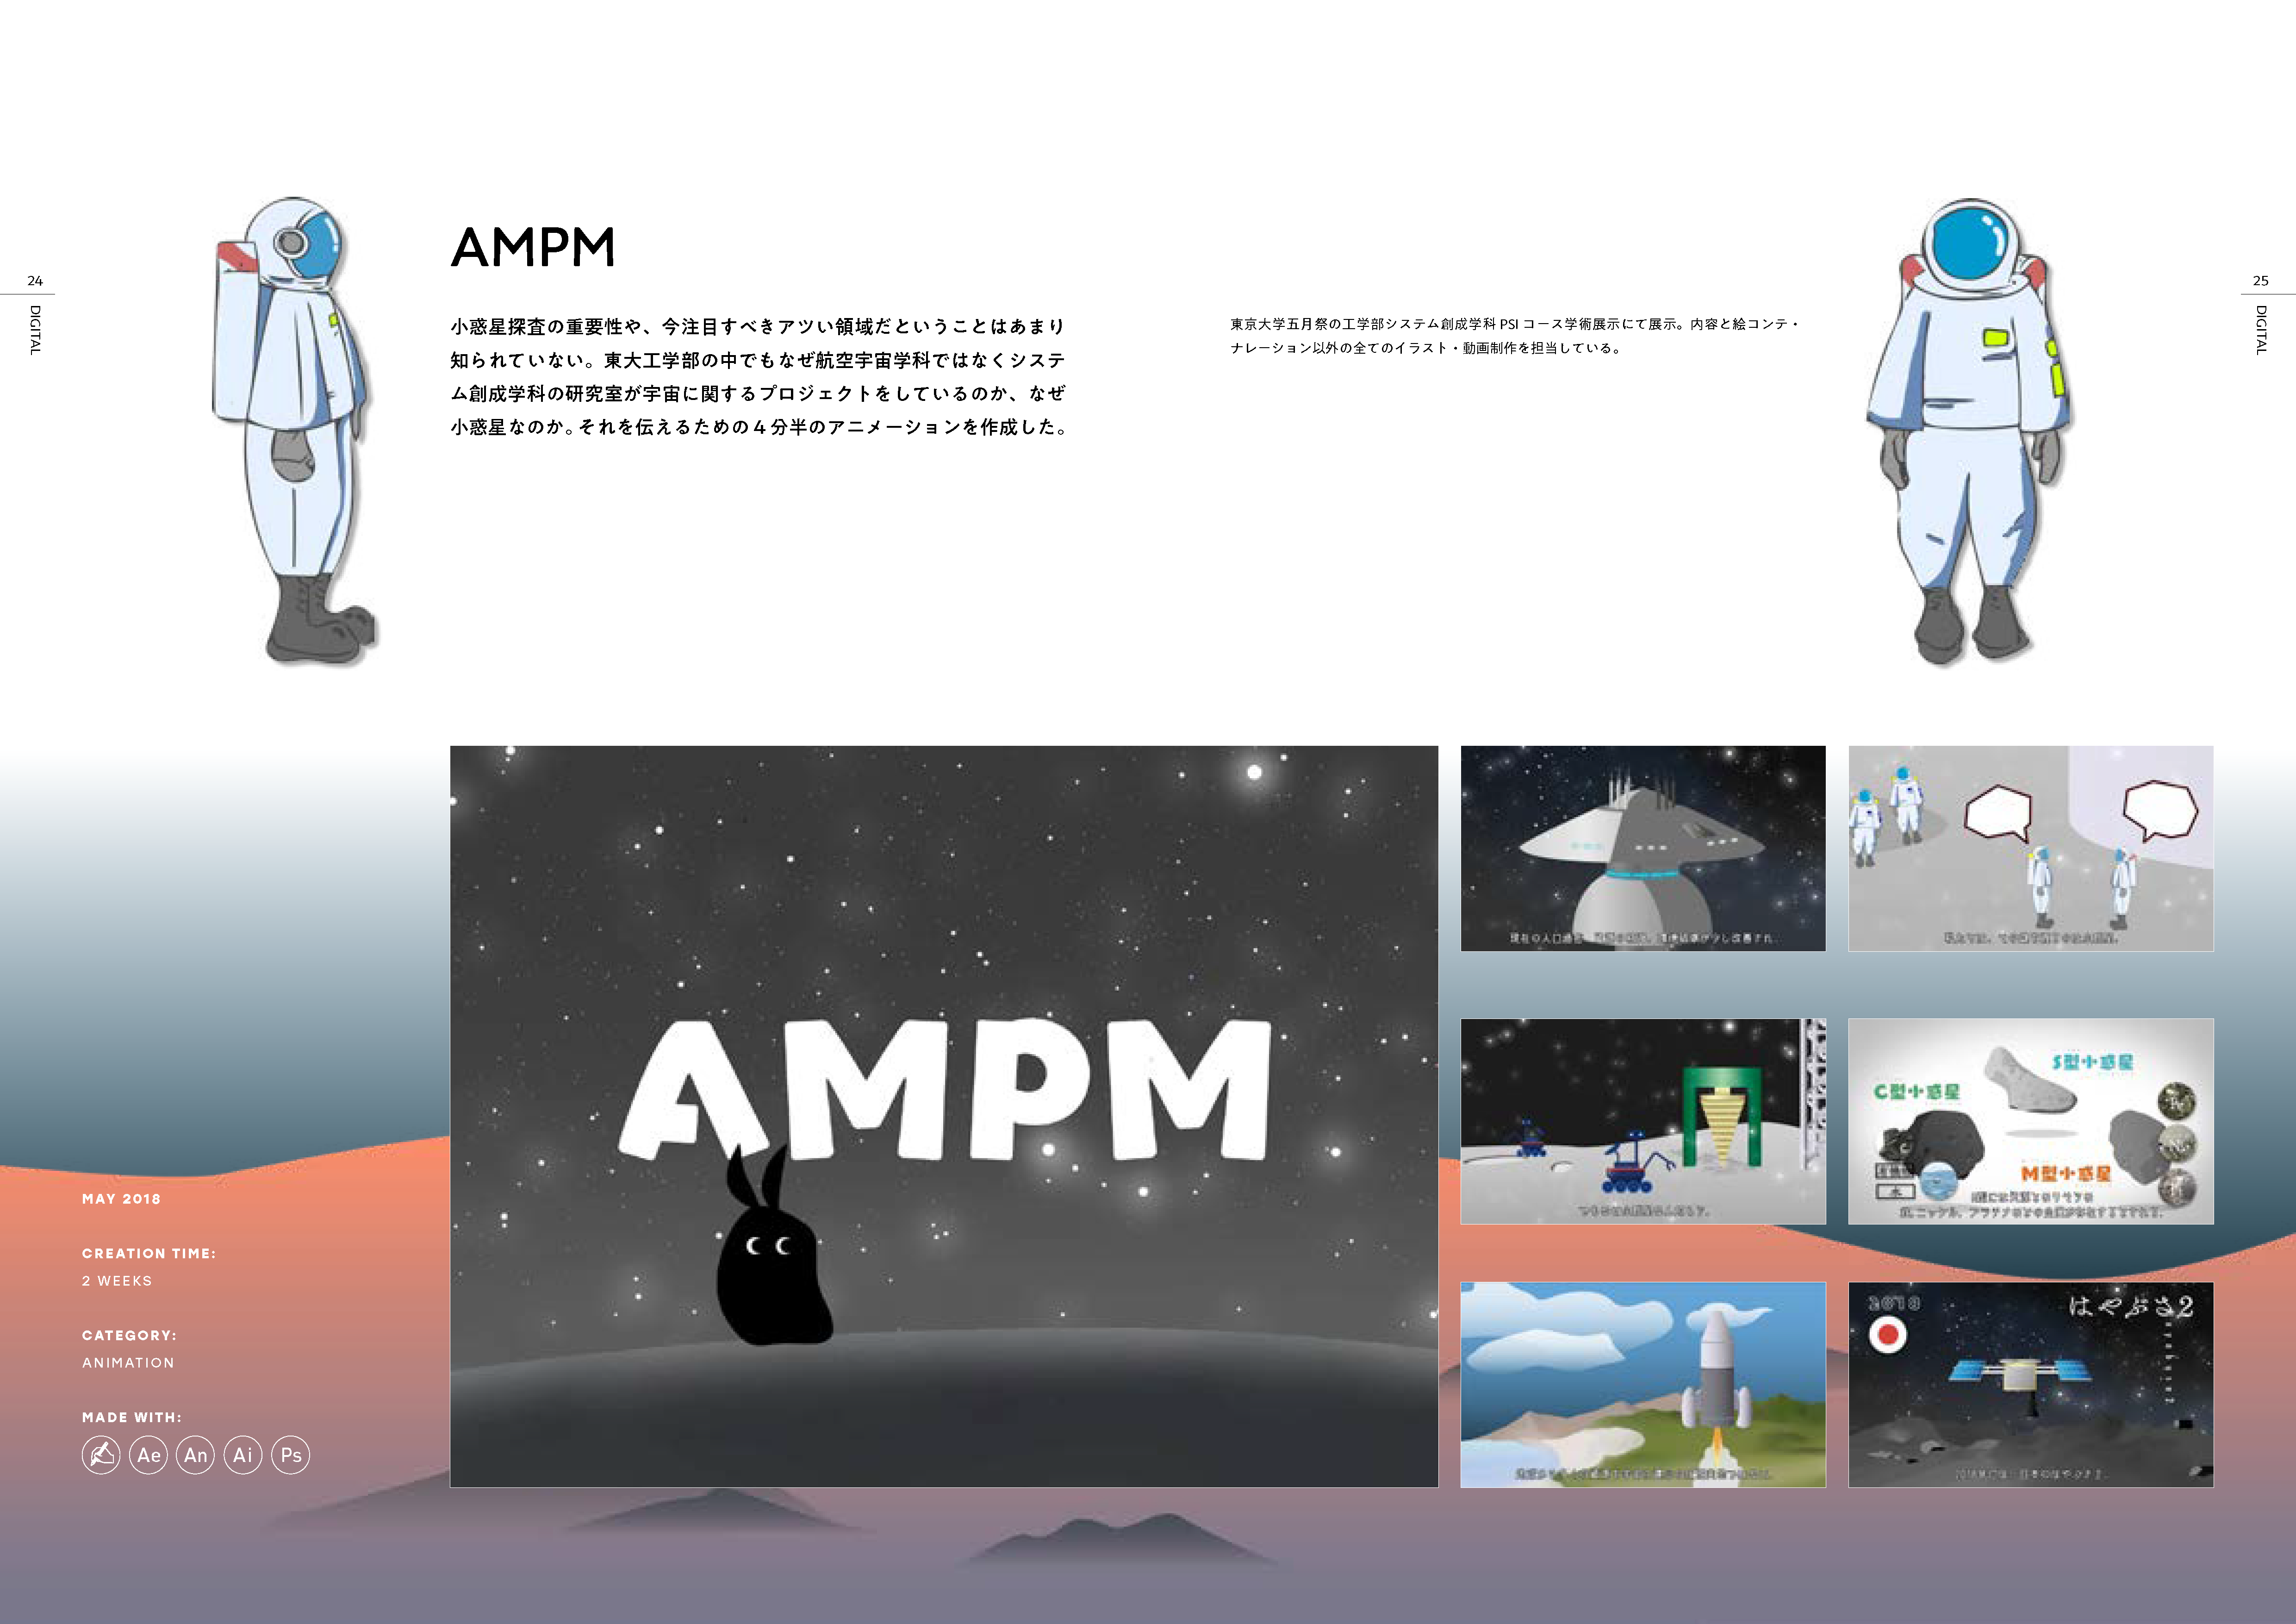 24
DIGITAL
AMPM
小惑星探査の重要性や、今注目すべきアツい領域だということはあまり
知られていない。東大工学部の中でもなぜ航空宇宙学科ではなくシステ
ム創成学科の研究室が宇宙に関するプロジェクトをしているのか、なぜ
小惑星なのか。それを伝えるための4分半のアニメーションを作成した。
東京大学五月祭の工学部システム創成学科 PSI コース学術展示にて展示。内容と絵コンテ・
ナレーション以外の全てのイラスト・動画制作を担当している。
25
DIGITAL
MAY 2018
CREATION TIME:
2 WEEKS
CATEGORY:
ANIMATION
MADE WITH:
Ae An Ai Ps
AMPM
S型小惑星
C型小惑星
M型小惑星
水
2018
はやぶさ2